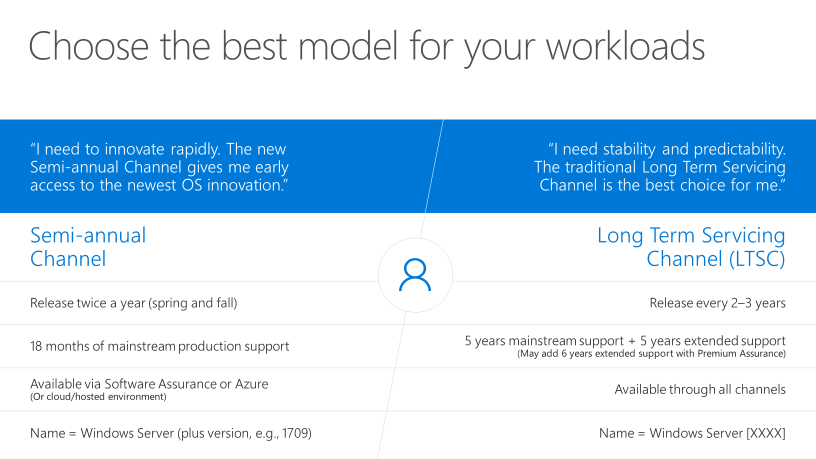 Choose the best model for your workloads
“I need to innovate rapidly. The new
Semi-annual Channel gives me early
access to the newest OS innovation.”
“I need stability and predictability.
The traditional Long Term Servicing
Channel is the best choice for me.”
Semi-annual
Channel
Long Term Servicing
Channel (LTSC)
Release twice a year (spring and fall)
Release every 2–3 years
18 months of mainstream production support
5 years mainstream support + 5 years extended support
(May add 6 years extended support with Premium Assurance)
Available via Software Assurance or Azure
(Or cloud/hosted environment)
Available through all channels
Name = Windows Server (plus version, e.g., 1709)
Name = Windows Server [XXXX]